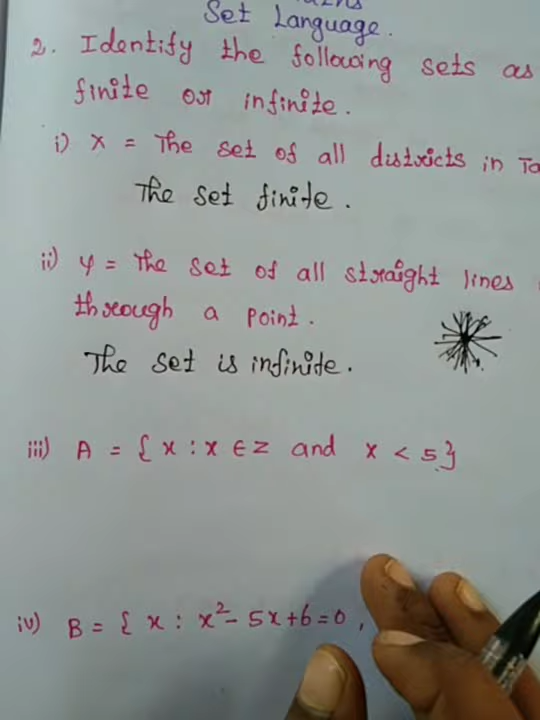 Set Language.
2. Identify the following sets as
finite or infinite.
i) X = The set of all districts in
The set finite.
ii) Y = The set of all straight lines
through a point.
The set is infinite.
iii) A = { x : x ∈ Z and x < 5}
iv) B = { x : x² - 5x + 6 = 0,